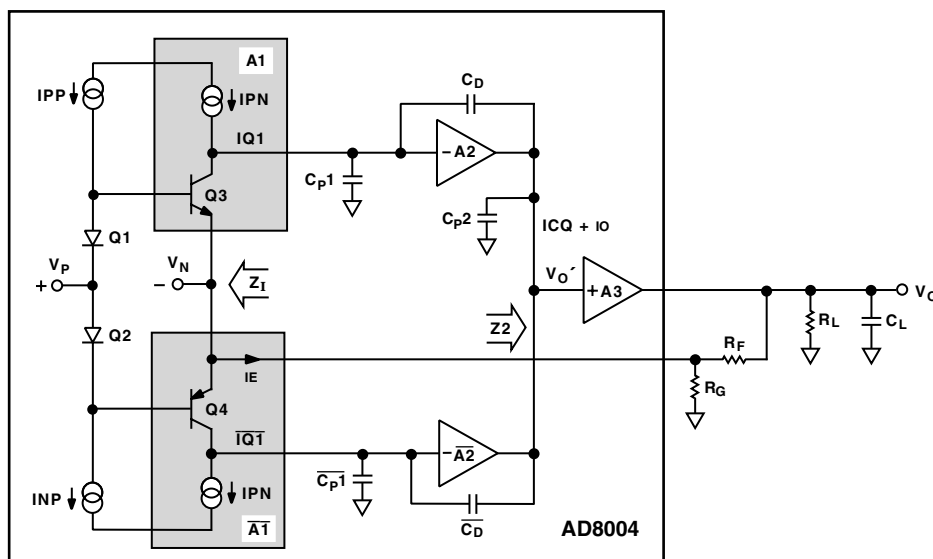 A1
IPP
IPN
IQ1
Q3
CP1
CD
–A2
CP2
ICQ + IO
Q1
VP
+
VN
–
ZI
VO´
+A3
Z2
VO
RL
CL
RF
RG
Q2
IE
Q4
IQ1
CP1
–A2
CD
INP
IPN
A1
AD8004